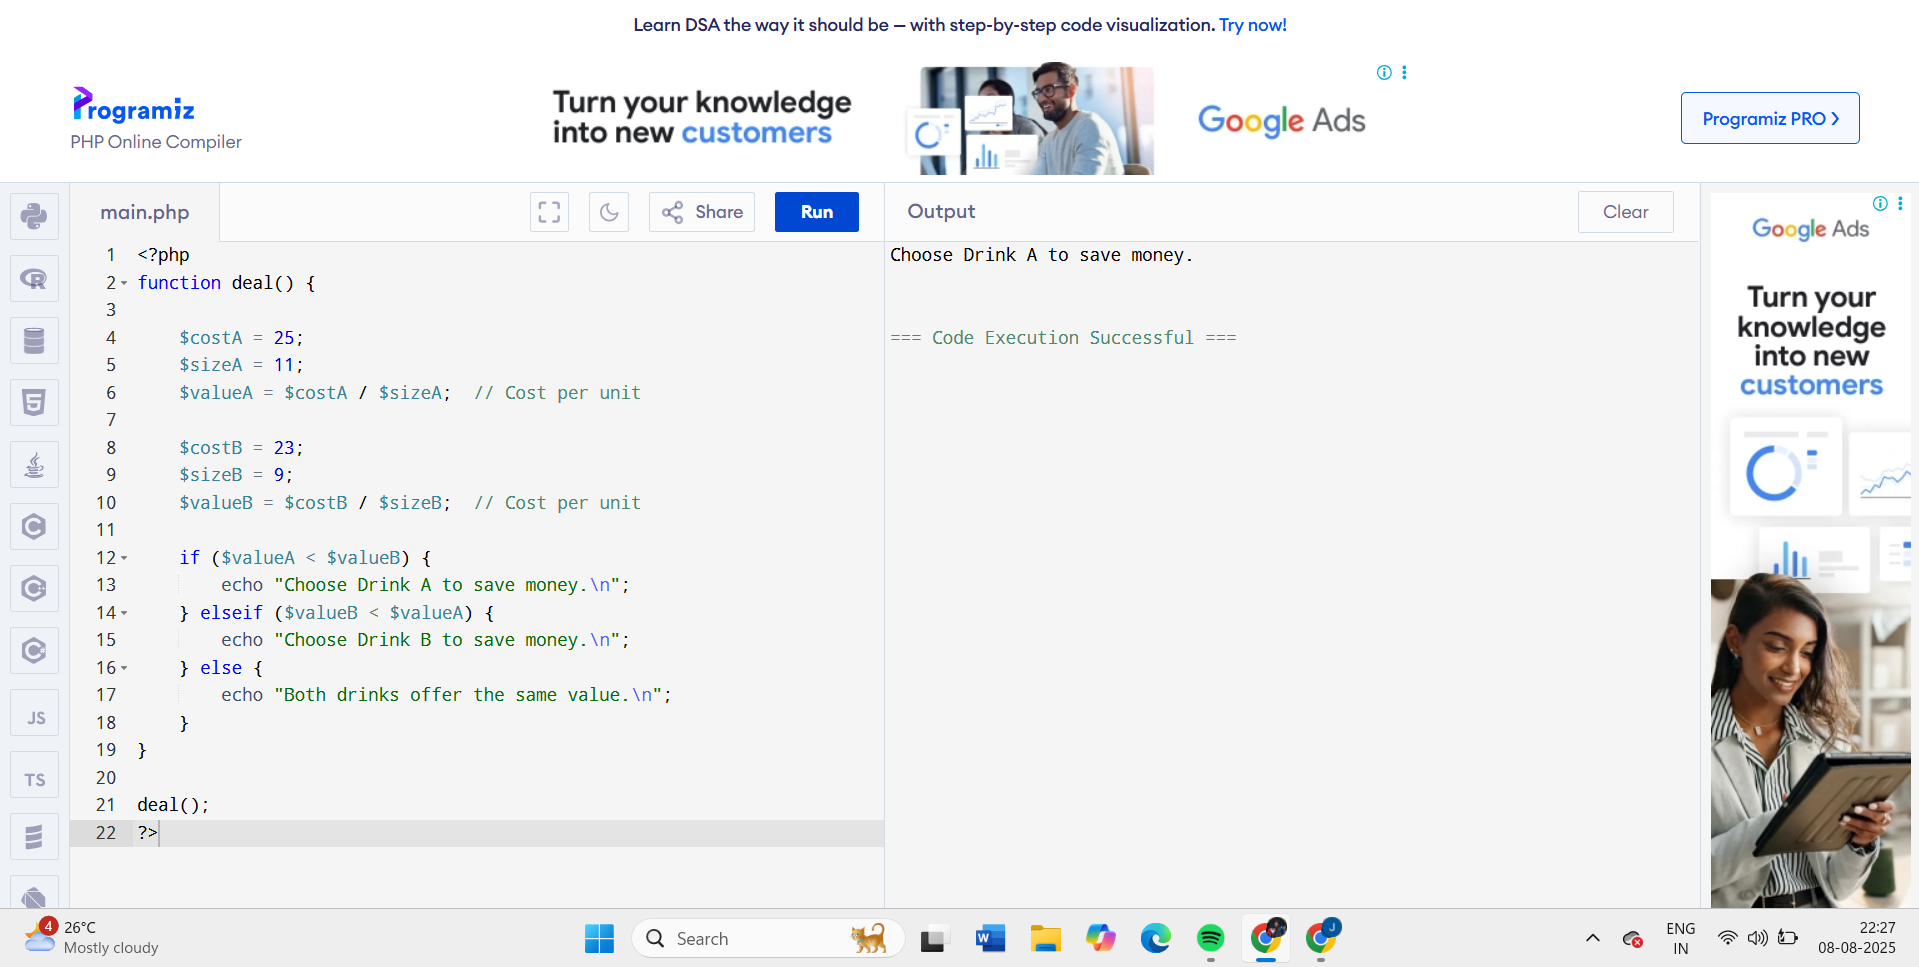 Learn DSA the way it should be — with step-by-step code visualization. Try now!
Programiz
PHP Online Compiler
Turn your knowledge
into new customers
Google Ads
Programiz PRO
main.php
Share
Run
Output
Clear
1 <?php
2 function deal() {
3
4 $costA = 25;
5 $sizeA = 11;
6 $valueA = $costA / $sizeA; // Cost per unit
7
8 $costB = 23;
9 $sizeB = 9;
10 $valueB = $costB / $sizeB; // Cost per unit
11
12 if ($valueA < $valueB) {
13 echo "Choose Drink A to save money.\n";
14 } elseif ($valueB < $valueA) {
15 echo "Choose Drink B to save money.\n";
16 } else {
17 echo "Both drinks offer the same value.\n";
18 }
19 }
20
21 deal();
22 ?>
Choose Drink A to save money.
=== Code Execution Successful ===
Google Ads
Turn your
knowledge
into new
customers
R
5
C
C
C
JS
TS
4
26°C
Mostly cloudy
Search
W
J
ENG
IN
22:27
08-08-2025